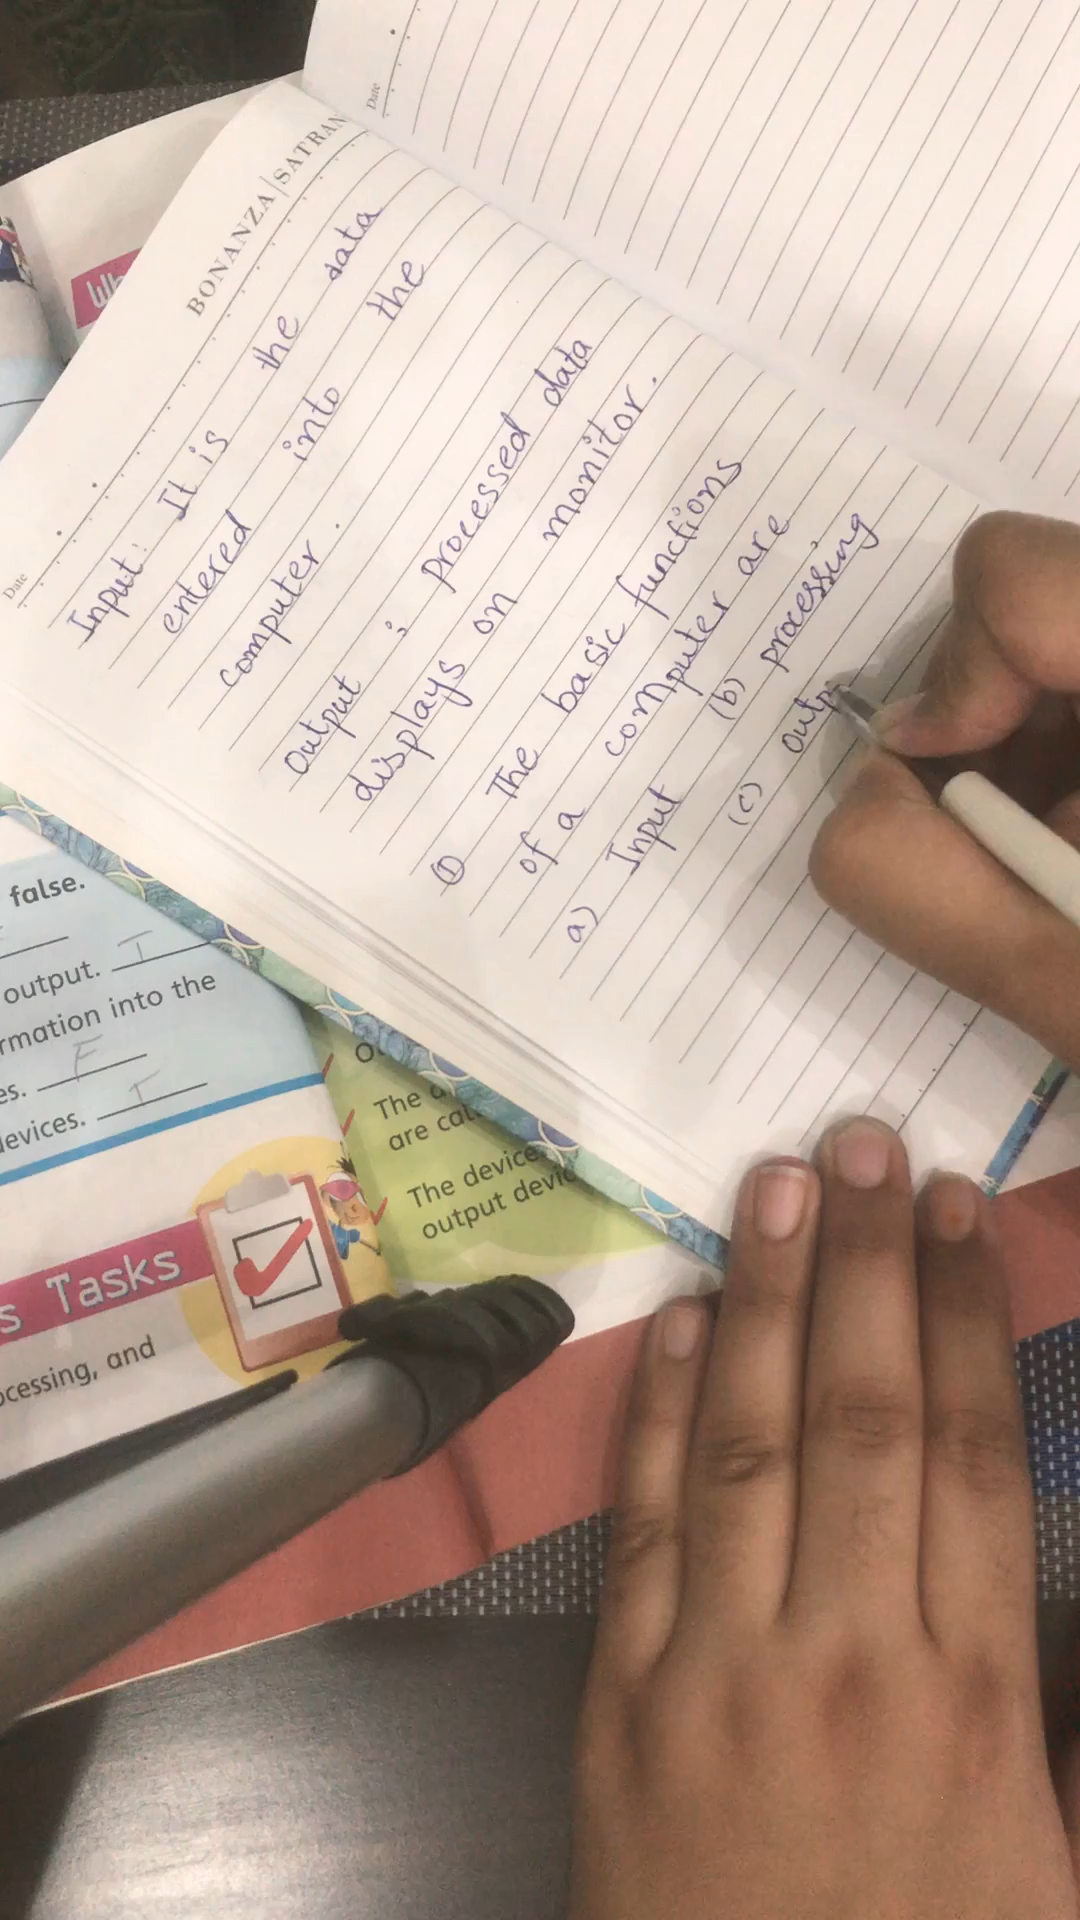 Date
BONANZA|SATRAN
Date
Input: It is the data
entered into the
computer.
Output : processed data
displays on monitor.
① The basic functions
of a computer are
a) Input (b) processing
(c) outp
false.
output. T
rmation into the
es. F
devices. T
s Tasks
ocessing, and
The
are cal
The device
output devic